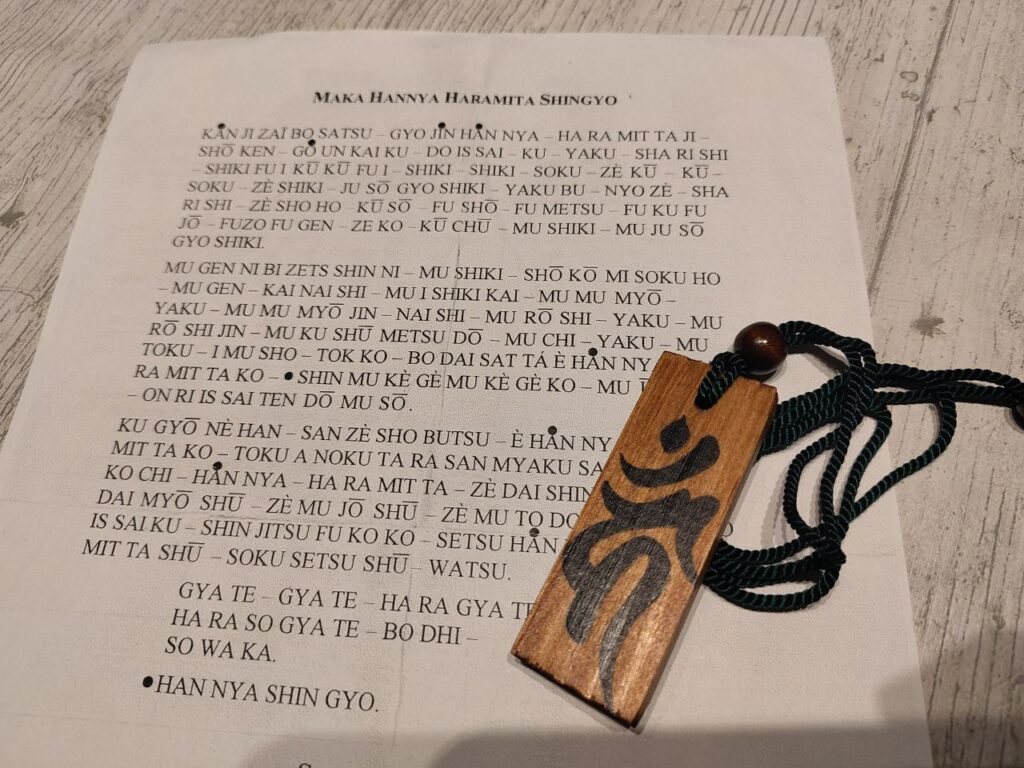 MAKA HANNYA HARAMITA SHINGYO
KAN JI ZAÏ BO SATSU – GYO JIN HAN NYA – HA RA MIT TA JI –
SHŌ KEN – GO UN KAI KU – DO IS SAI – KU – YAKU – SHA RI SHI
– SHIKI FU I KŪ KŪ FU I – SHIKI – SHIKI – SOKU – ZÈ KŪ – KŪ –
SOKU – ZÈ SHIKI – JU SŌ GYO SHIKI – YAKU BU – NYO ZÈ – SHA
RI SHI – ZÈ SHO HO – KŪ SŌ – FU SHŌ – FU METSU – FU KU FU
JŌ – FUZO FU GEN – ZE KO – KŪ CHŪ – MU SHIKI – MU JU SŌ
GYO SHIKI.
MU GEN NI BI ZETS SHIN NI – MU SHIKI – SHŌ KŌ MI SOKU HO
– MU GEN – KAI NAI SHI – MU I SHIKI KAI – MU MU MYŌ –
YAKU – MU MU MYŌ JIN – NAI SHI – MU RŌ SHI – YAKU – MU
RŌ SHI JIN – MU KU SHŪ METSU DŌ – MU CHI – YAKU – MU
TOKU – I MU SHO – TOK KO – BO DAI SAT TÁ È HAN NY
RA MIT TA KO – ●SHIN MU KÈ GÈ MU KÈ GÈ KO – MU
– ON RI IS SAI TEN DŌ MU SŌ.
KU GYŌ NÈ HAN – SAN ZÈ SHO BUTSU – È HAN NY
MIT TA KO – TOKU A NOKU TA RA SAN MYAKU SA
KO CHI – HAN NYA – HA RA MIT TA – ZÈ DAI SHIN
DAI MYŌ SHŪ – ZÈ MU JŌ SHŪ – ZÈ MU TO DO
IS SAI KU – SHIN JITSU FU KO KO – SETSU HAN
MIT TA SHŪ – SOKU SETSU SHŪ – WATSU.
GYA TE – GYA TE – HA RA GYA TE
HA RA SO GYA TE – BO DHI –
SO WA KA.
●HAN NYA SHIN GYO.